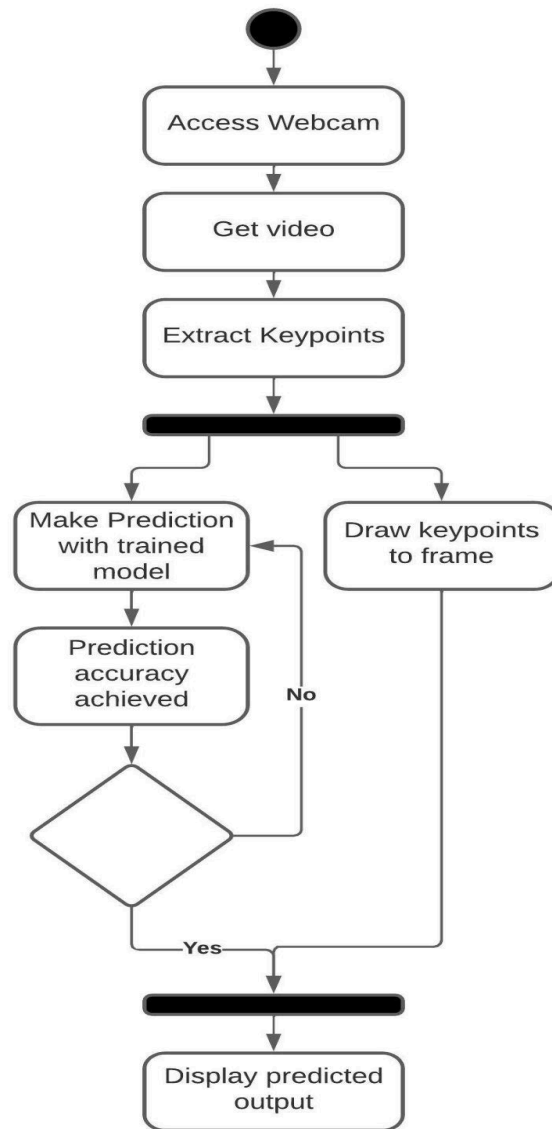 Access Webcam
Get video
Extract Keypoints
Make Prediction
with trained
model
Draw keypoints
to frame
Prediction
accuracy
achieved
No
Yes
Display predicted
output